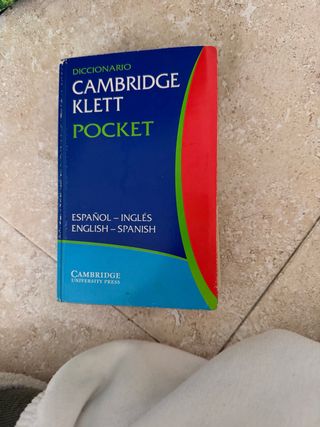 DICCIONARIO
CAMBRIDGE
KLETT
POCKET
ESPAÑOL – INGLÉS
ENGLISH – SPANISH
CAMBRIDGE
UNIVERSITY PRESS